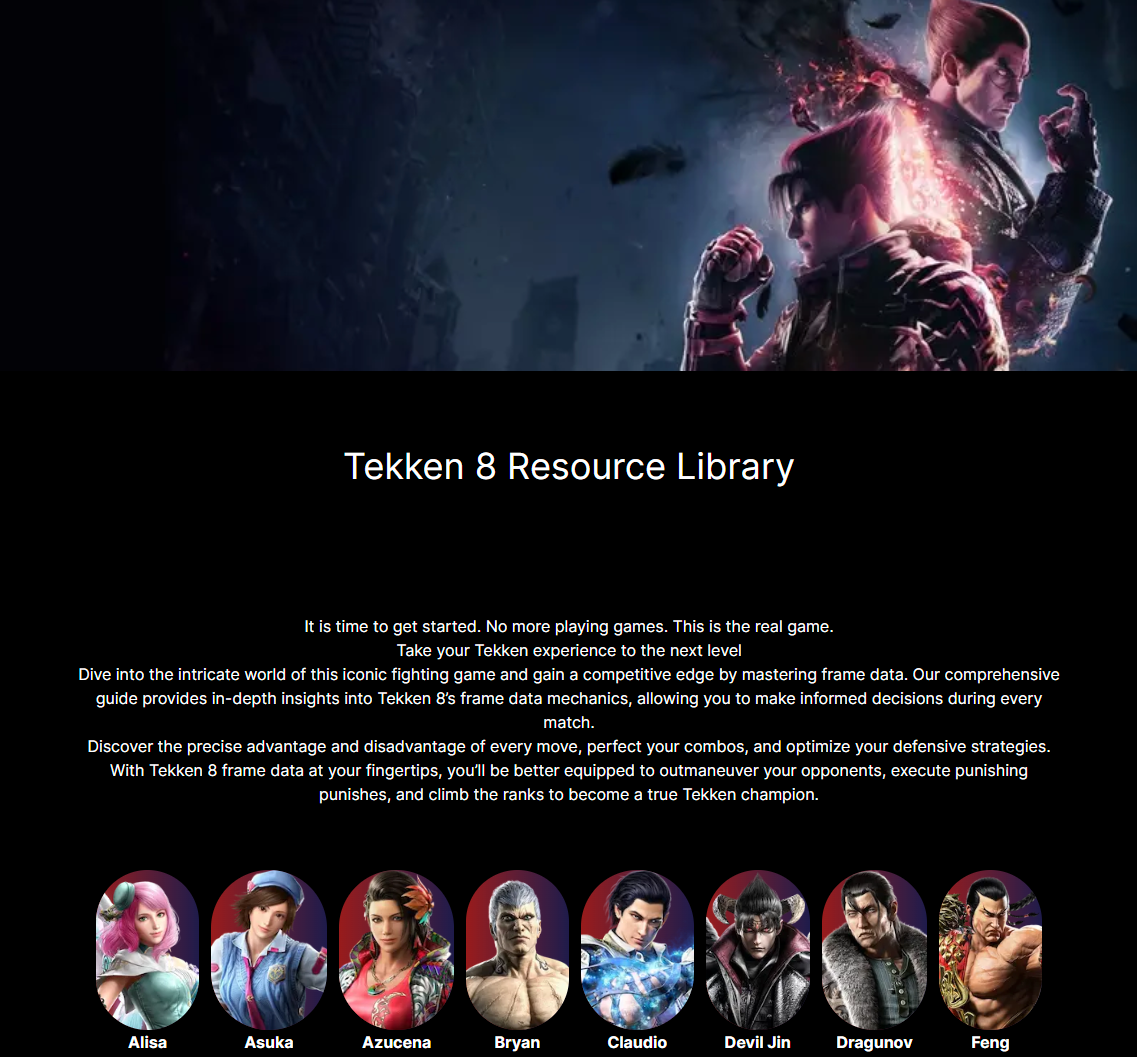 Tekken 8 Resource Library
It is time to get started. No more playing games. This is the real game.
Take your Tekken experience to the next level
Dive into the intricate world of this iconic fighting game and gain a competitive edge by mastering frame data. Our comprehensive
guide provides in-depth insights into Tekken 8’s frame data mechanics, allowing you to make informed decisions during every
match.
Discover the precise advantage and disadvantage of every move, perfect your combos, and optimize your defensive strategies.
With Tekken 8 frame data at your fingertips, you’ll be better equipped to outmaneuver your opponents, execute punishing
punishes, and climb the ranks to become a true Tekken champion.
Alisa Asuka Azucena Bryan Claudio Devil Jin Dragunov Feng